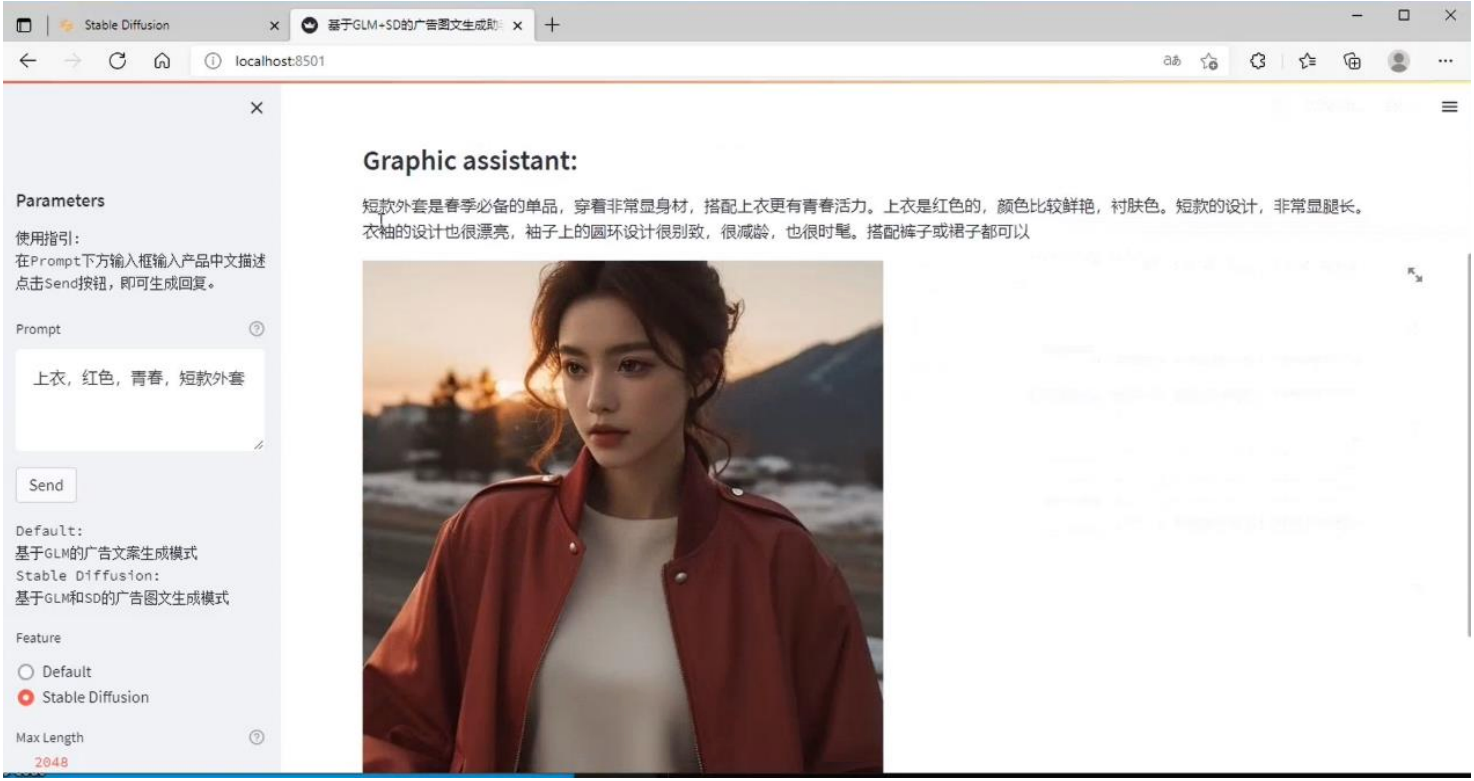 Stable Diffusion
基于GLM+SD的广告图文生成助
localhost:8501
Parameters
使用指引:
在Prompt下方输入框输入产品中文描述
点击Send按钮，即可生成回复。
Prompt
上衣，红色，青春，短款外套
Send
Default:
基于GLM的广告文案生成模式
Stable Diffusion:
基于GLM和SD的广告图文生成模式
Feature
Default
Stable Diffusion
Max Length
2048
Graphic assistant:
短款外套是春季必备的单品，穿着非常显身材，搭配上衣更有青春活力。上衣是红色的，颜色比较鲜艳，衬肤色。短款的设计，非常显腿长。
衣袖的设计也很漂亮，袖子上的圆环设计很别致，很减龄，也很时髦。搭配裤子或裙子都可以